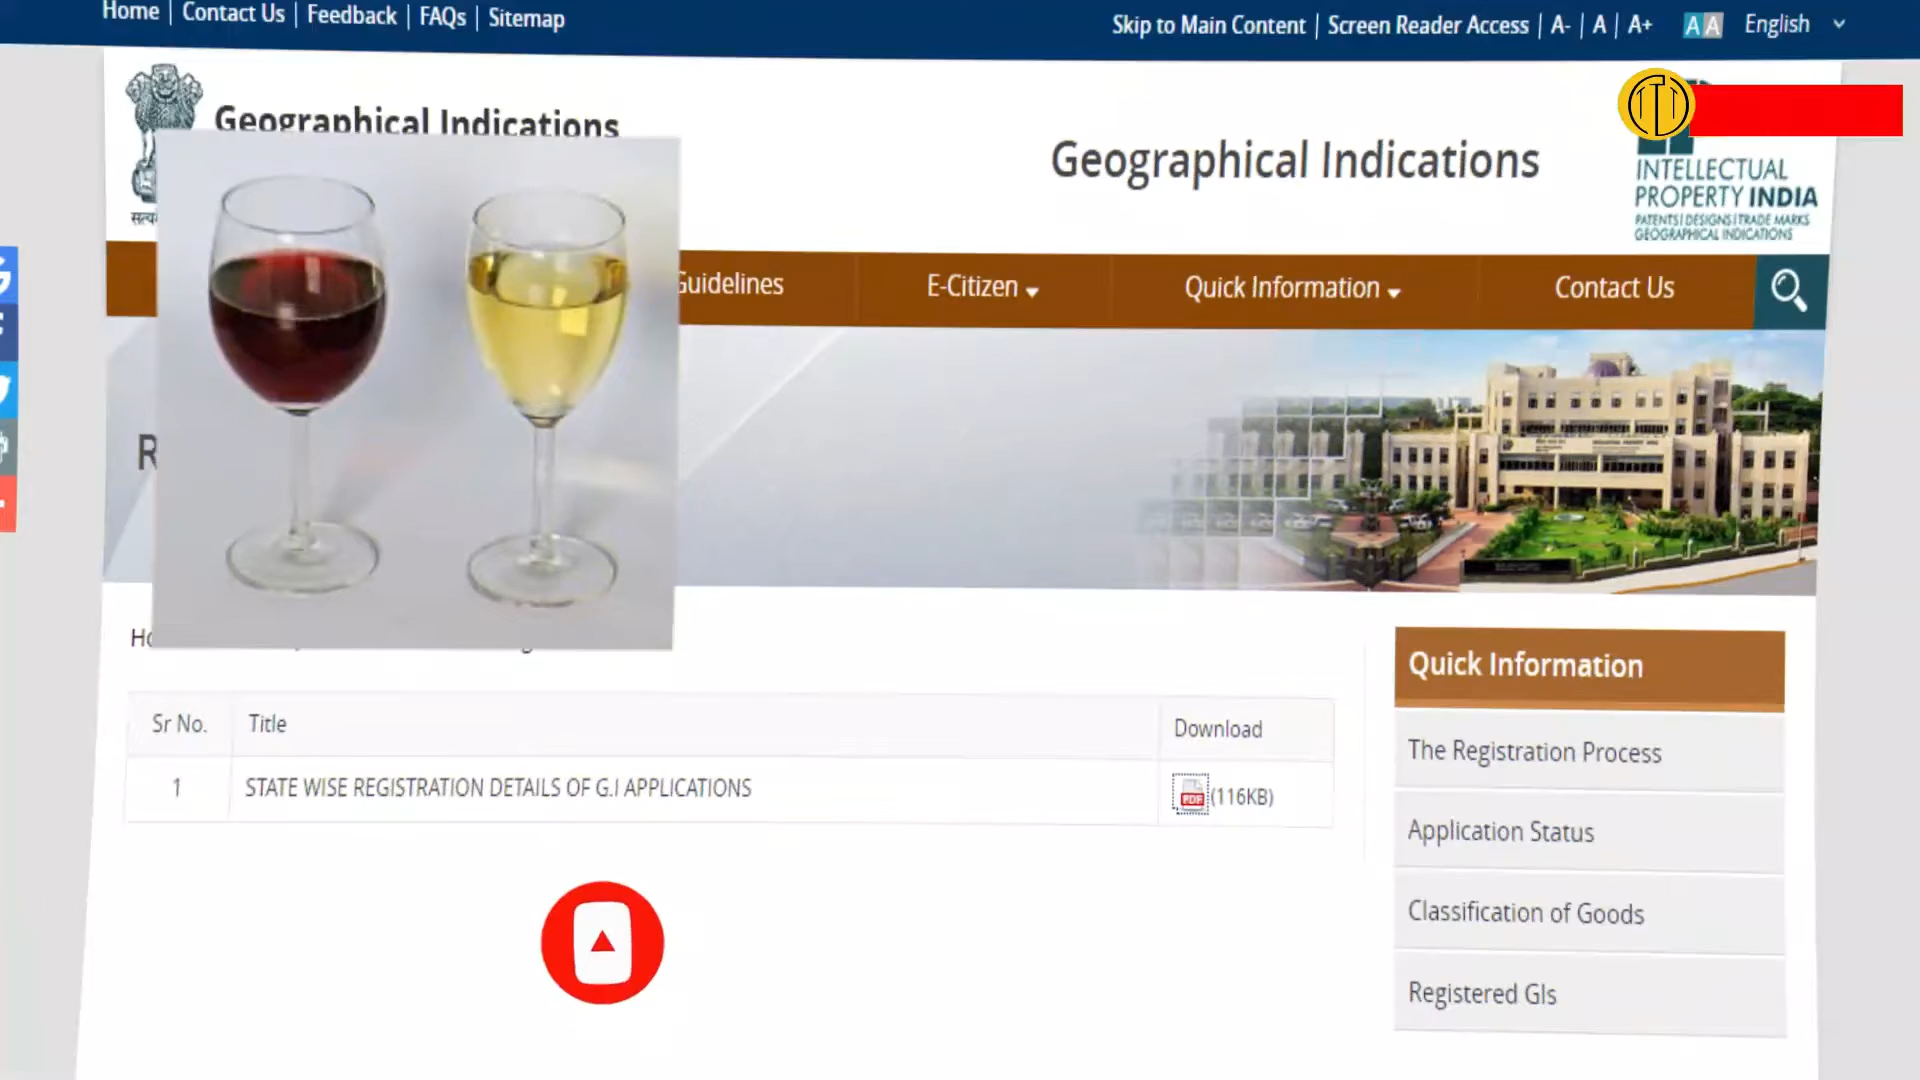 Home | Contact Us | Feedback | FAQs | Sitemap
Skip to Main Content | Screen Reader Access | A- | A | A+ AA English
Geographical Indications
Geographical Indications
INTELLECTUAL
PROPERTY INDIA
PATENTS | DESIGNS | TRADE MARKS
GEOGRAPHICAL INDICATIONS
Guidelines
E-Citizen
Quick Information
Contact Us
Quick Information
Sr No. Title Download
1 STATE WISE REGISTRATION DETAILS OF G.I APPLICATIONS PDF (116KB)
The Registration Process
Application Status
Classification of Goods
Registered GIs